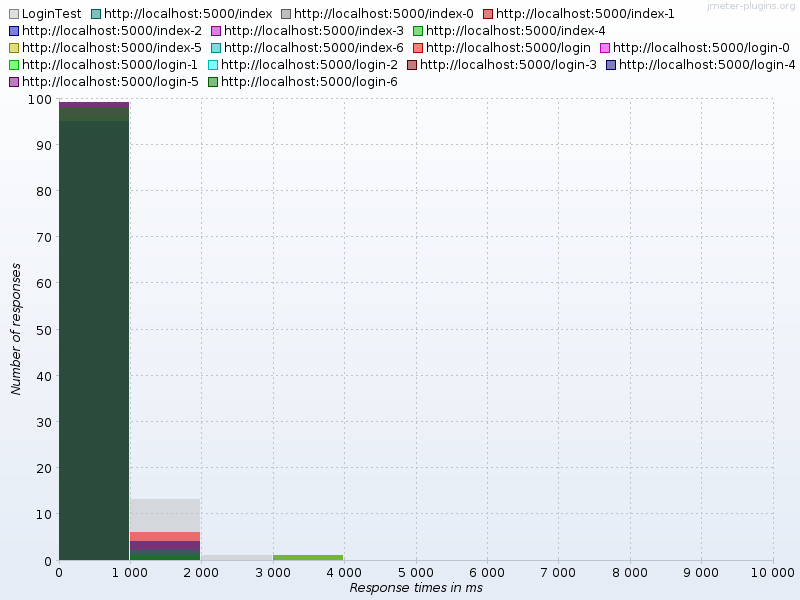 LoginTest http://localhost:5000/index http://localhost:5000/index-0 http://localhost:5000/index-1
jmeter-plugins.org
http://localhost:5000/index-2 http://localhost:5000/index-3 http://localhost:5000/index-4
http://localhost:5000/index-5 http://localhost:5000/index-6 http://localhost:5000/login http://localhost:5000/login-0
http://localhost:5000/login-1 http://localhost:5000/login-2 http://localhost:5000/login-3 http://localhost:5000/login-4
http://localhost:5000/login-5 http://localhost:5000/login-6
100
90
80
70
60
50
40
30
20
10
0
Number of responses
0 1 000 2 000 3 000 4 000 5 000 6 000 7 000 8 000 9 000 10 000
Response times in ms